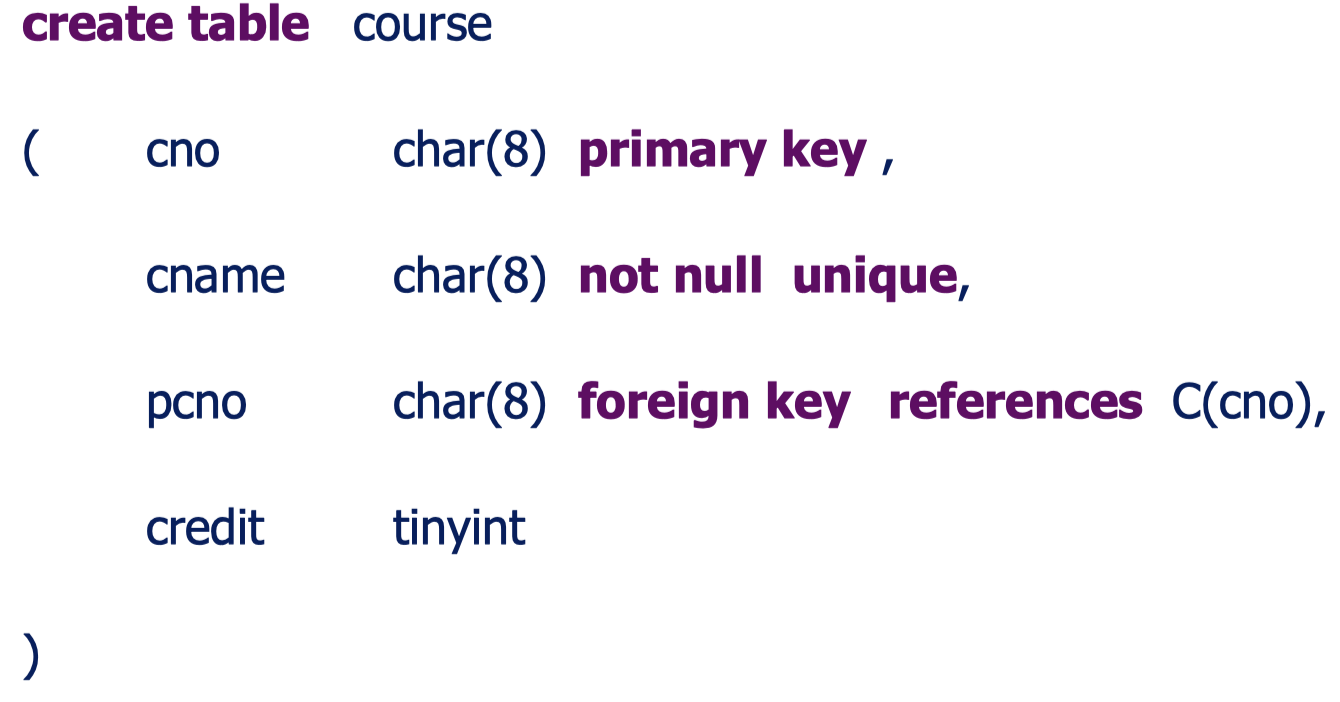 create table course
( cno char(8) primary key ,
cname char(8) not null unique,
pcno char(8) foreign key references C(cno),
credit tinyint
)